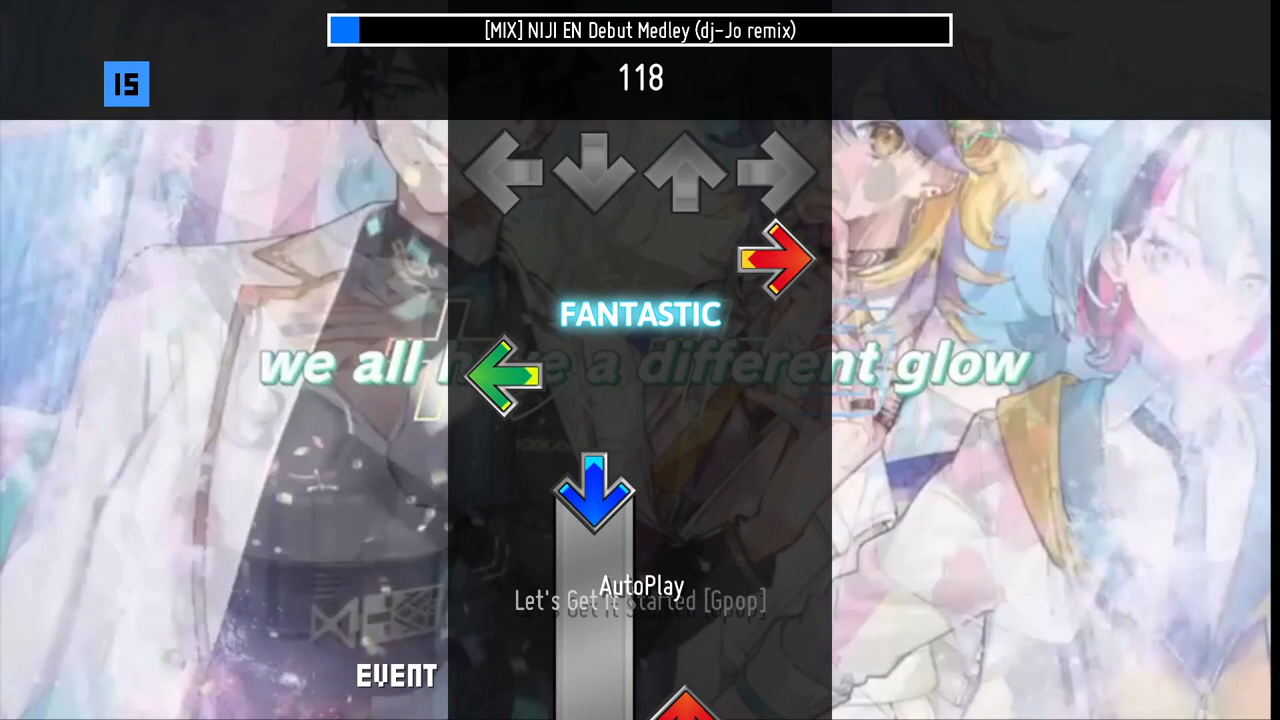 [MIX] NIJI EN Debut Medley (dj-Jo remix)
15
118
FANTASTIC
we all have a different glow
AutoPlay
Let's Get It Started [Gpop]
EVENT